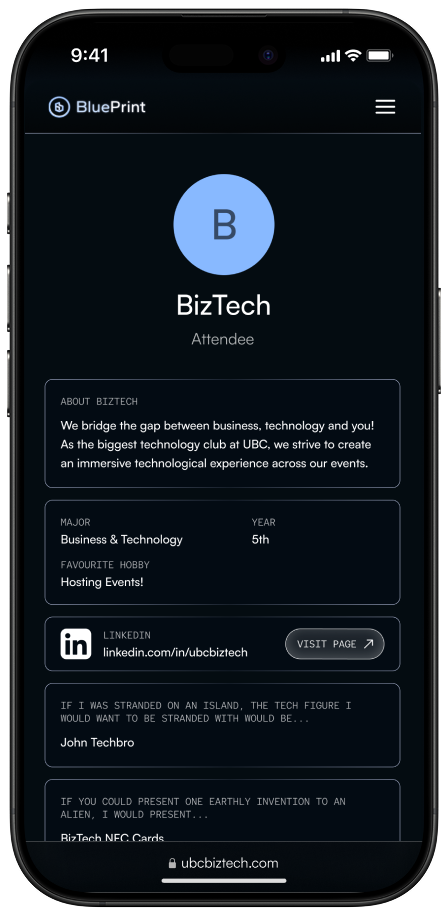 9:41
BluePrint
B
BizTech
Attendee
ABOUT BIZTECH
We bridge the gap between business, technology and you!
As the biggest technology club at UBC, we strive to create
an immersive technological experience across our events.
MAJOR
YEAR
Business & Technology
5th
FAVOURITE HOBBY
Hosting Events!
in
LINKEDIN
linkedin.com/in/ubcbiztech
VISIT PAGE
IF I WAS STRANDED ON AN ISLAND, THE TECH FIGURE I
WOULD WANT TO BE STRANDED WITH WOULD BE...
John Techbro
IF YOU COULD PRESENT ONE EARTHLY INVENTION TO AN
ALIEN, I WOULD PRESENT...
BizTech NFC Cards
ubcbiztech.com